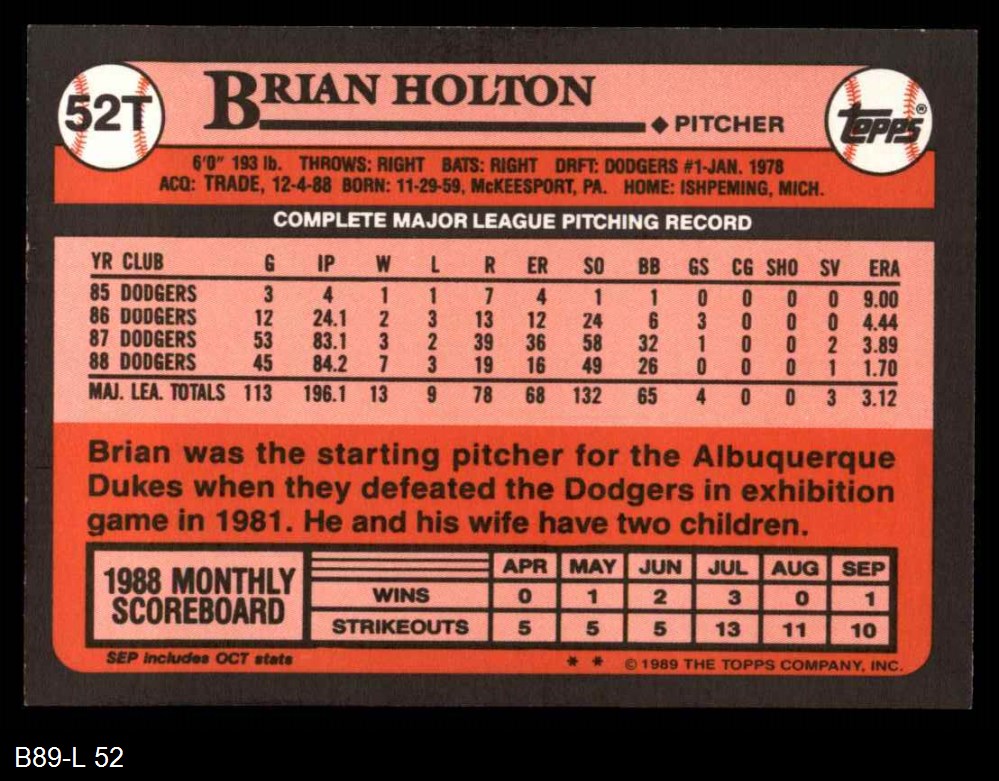 52T
BRIAN HOLTON
◆ PITCHER
TOPPS®
6'0" 193 lb. THROWS: RIGHT BATS: RIGHT DRFT: DODGERS #1-JAN. 1978
ACQ: TRADE, 12-4-88 BORN: 11-29-59, McKEESPORT, PA. HOME: ISHPEMING, MICH.
COMPLETE MAJOR LEAGUE PITCHING RECORD
YR CLUB G IP W L R ER SO BB GS CG SHO SV ERA
85 DODGERS 3 4 1 1 7 4 1 1 0 0 0 0 9.00
86 DODGERS 12 24.1 2 3 13 12 24 6 3 0 0 0 4.44
87 DODGERS 53 83.1 3 2 39 36 58 32 1 0 0 2 3.89
88 DODGERS 45 84.2 7 3 19 16 49 26 0 0 0 1 1.70
MAJ. LEA. TOTALS 113 196.1 13 9 78 68 132 65 4 0 0 3 3.12
Brian was the starting pitcher for the Albuquerque
Dukes when they defeated the Dodgers in exhibition
game in 1981. He and his wife have two children.
1988 MONTHLY
SCOREBOARD
APR MAY JUN JUL AUG SEP
WINS 0 1 2 3 0 1
STRIKEOUTS 5 5 5 13 11 10
SEP includes OCT stats
* * © 1989 THE TOPPS COMPANY, INC.
B89-L 52